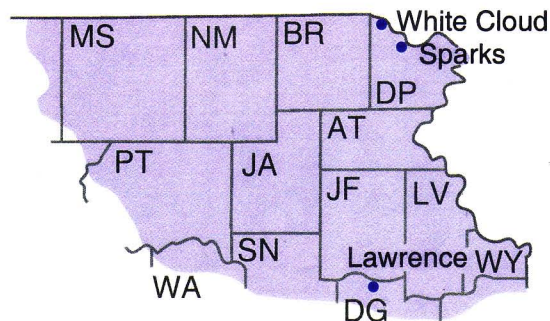 White Cloud
MS NM BR
Sparks
DP
AT
PT JA JF LV
SN Lawrence WY
WA DG